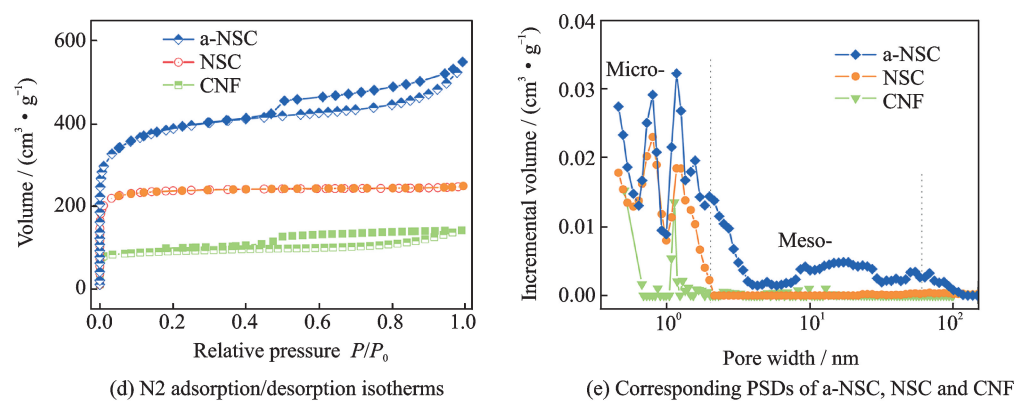 600
400
200
0
Volume / (cm³ • g⁻¹)
a-NSC
NSC
CNF
0.0 0.2 0.4 0.6 0.8 1.0
Relative pressure P/P₀
(d) N2 adsorption/desorption isotherms
0.04
0.03
0.02
0.01
0.00
Incremental volume / (cm³ • g⁻¹)
Micro-
a-NSC
NSC
CNF
Meso-
10⁰ 10¹ 10²
Pore width / nm
(e) Corresponding PSDs of a-NSC, NSC and CNF